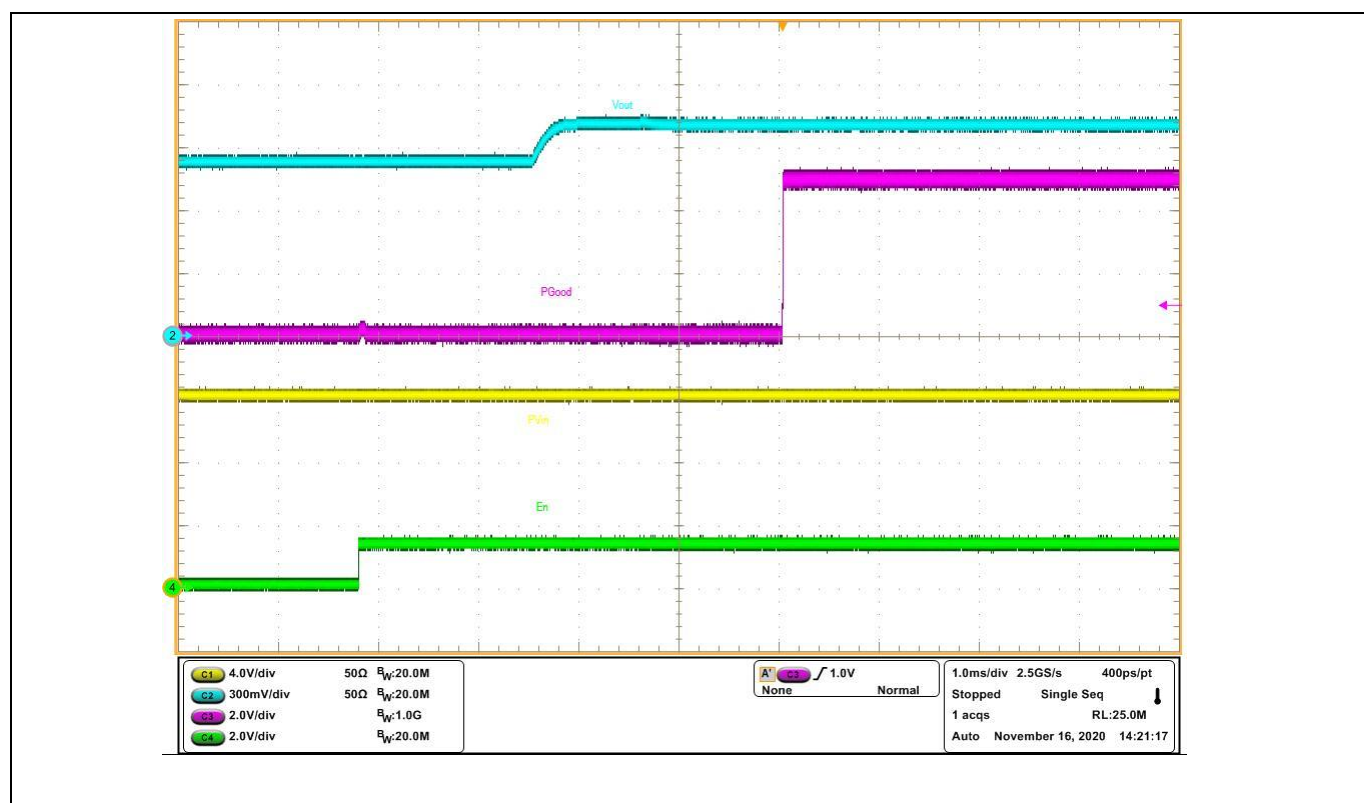 Vout
PGood
2
PVin
En
4
C1 4.0V/div 50Ω BW:20.0M
C2 300mV/div 50Ω BW:20.0M
C3 2.0V/div BW:1.0G
C4 2.0V/div BW:20.0M
A' C3 1.0V
None Normal
1.0ms/div 2.5GS/s 400ps/pt
Stopped Single Seq
1 acqs RL:25.0M
Auto November 16, 2020 14:21:17